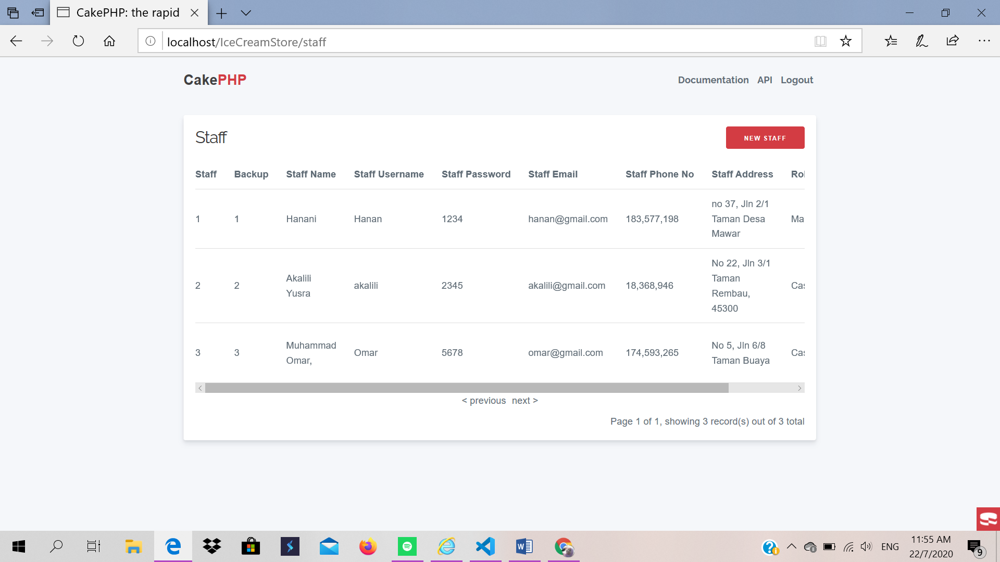 CakePHP: the rapid
localhost/IceCreamStore/staff
CakePHP
Documentation API Logout
Staff
NEW STAFF
Staff Backup Staff Name Staff Username Staff Password Staff Email Staff Phone No Staff Address Rol
1 1 Hanani Hanan 1234 hanan@gmail.com 183,577,198 no 37, Jln 2/1 Ma
Taman Desa
Mawar
2 2 Akalili akalili 2345 akalili@gmail.com 18,368,946 No 22, Jln 3/1 Cas
Yusra Taman
Rembau,
45300
3 3 Muhammad Omar 5678 omar@gmail.com 174,593,265 No 5, Jln 6/8 Cas
Omar, Taman Buaya
< previous next >
Page 1 of 1, showing 3 record(s) out of 3 total
ENG
11:55 AM
22/7/2020
9